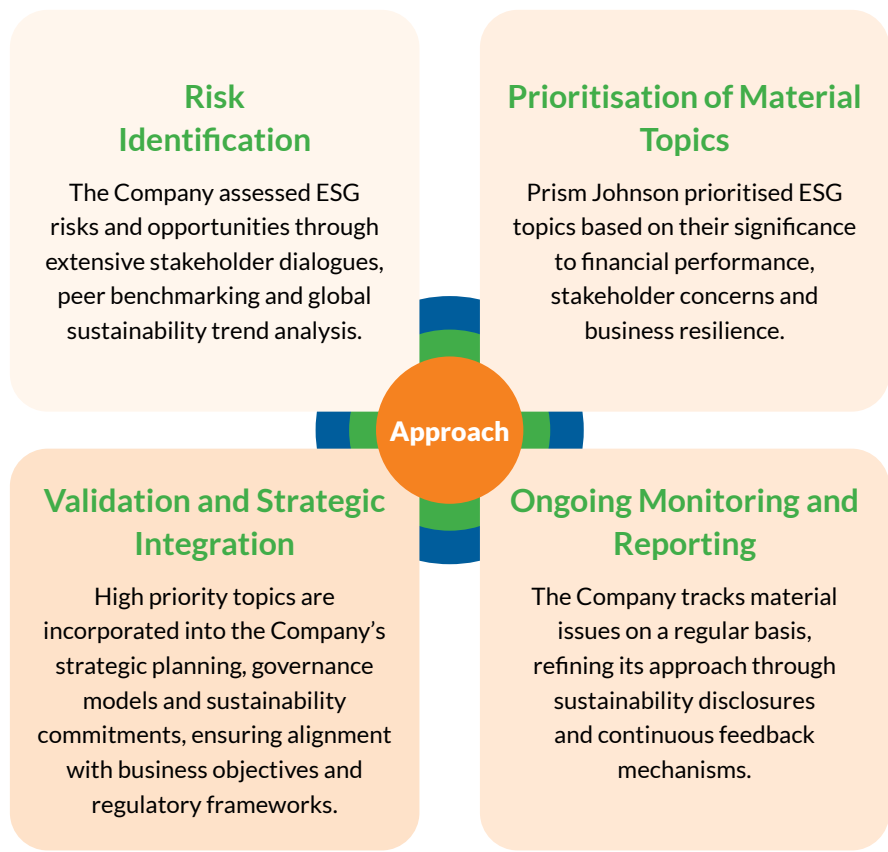 Risk
Identification
The Company assessed ESG
risks and opportunities through
extensive stakeholder dialogues,
peer benchmarking and global
sustainability trend analysis.
Prioritisation of Material
Topics
Prism Johnson prioritised ESG
topics based on their significance
to financial performance,
stakeholder concerns and
business resilience.
Approach
Validation and Strategic
Integration
High priority topics are
incorporated into the Company’s
strategic planning, governance
models and sustainability
commitments, ensuring alignment
with business objectives and
regulatory frameworks.
Ongoing Monitoring and
Reporting
The Company tracks material
issues on a regular basis,
refining its approach through
sustainability disclosures
and continuous feedback
mechanisms.